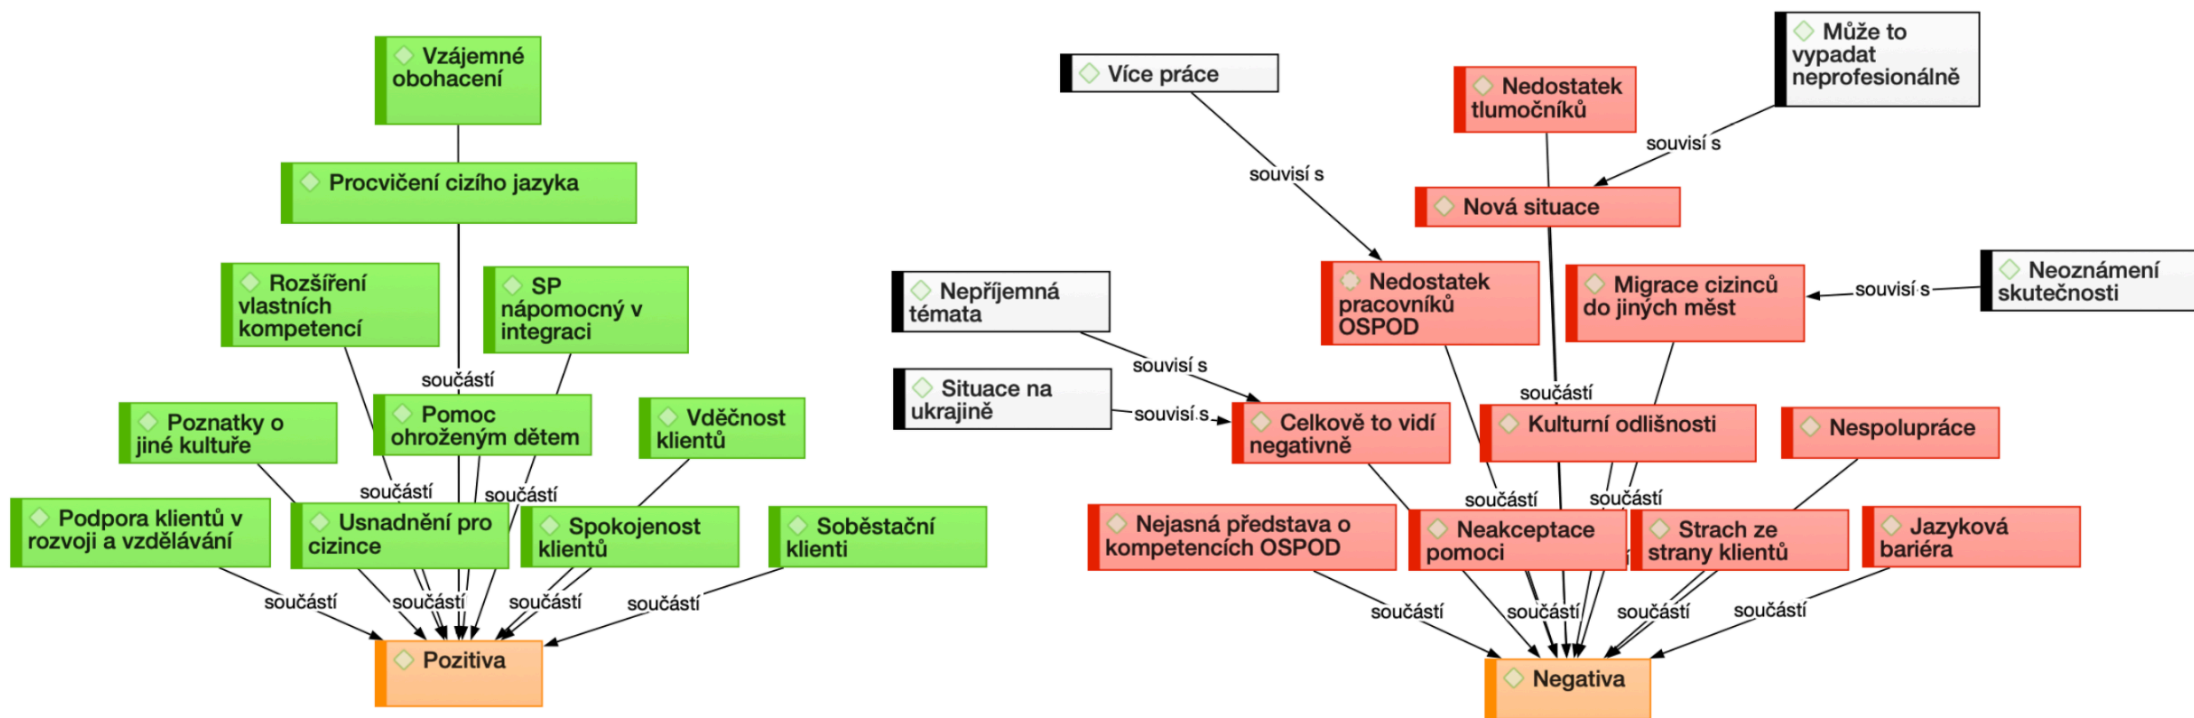 Vzájemné
obohacení
Procvičení cizího jazyka
Rozšíření
vlastních
kompetencí
SP
nápomocný v
integraci
součástí
Poznatky o
jiné kultuře
Pomoc
ohroženým dětem
Vděčnost
klientů
součástí
součástí
Podpora klientů v
rozvoji a vzdělávání
Usnadnění pro
cizince
Spokojenost
klientů
Soběstační
klienti
součástí
součástí
součástí
součástí
Pozitiva
Více práce
Nedostatek
tlumočníků
Může to
vypadat
neprofesionálně
souvisí s
souvisí s
Nová situace
Nepříjemná
témata
Nedostatek
pracovníků
OSPOD
Migrace cizinců
do jiných měst
souvisí s
Neoznámení
skutečnosti
souvisí s
Situace na
ukrajině
souvisí s
součástí
Celkově to vidí
negativně
Kulturní odlišnosti
Nespolupráce
součástí
součástí
Nejasná představa o
kompetencích OSPOD
Neakceptace
pomoci
Strach ze
strany klientů
Jazyková
bariéra
součástí
součástí
součástí
součástí
Negativa